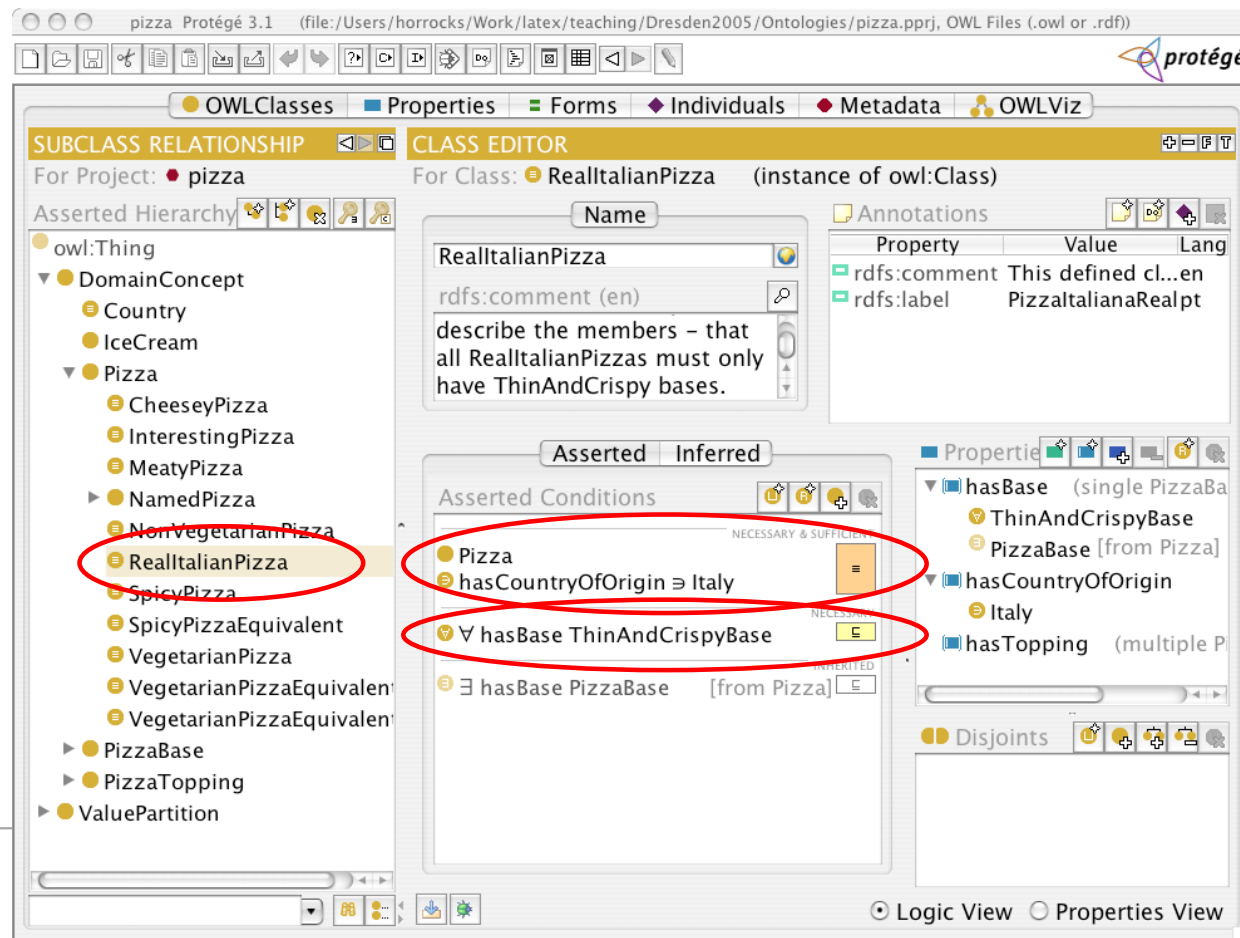 pizza Protégé 3.1 (file:/Users/horrocks/Work/latex/teaching/Dresden2005/Ontologies/pizza.pprj, OWL Files (.owl or .rdf))
protégé
OWLClasses Properties Forms Individuals Metadata OWLViz
SUBCLASS RELATIONSHIP
For Project: pizza
Asserted Hierarchy
owl:Thing
DomainConcept
Country
IceCream
Pizza
CheeseyPizza
InterestingPizza
MeatyPizza
NamedPizza
NonVegetarianPizza
RealItalianPizza
SpicyPizza
SpicyPizzaEquivalent
VegetarianPizza
VegetarianPizzaEquivalent
VegetarianPizzaEquivalent
PizzaBase
PizzaTopping
ValuePartition
CLASS EDITOR
For Class: RealItalianPizza (instance of owl:Class)
Name
RealItalianPizza
rdfs:comment (en)
describe the members – that
all RealItalianPizzas must only
have ThinAndCrispy bases.
Annotations
Property Value Lang
rdfs:comment This defined cl...en
rdfs:label PizzaItalianaRealpt
Asserted Inferred
Asserted Conditions
NECESSARY & SUFFICIENT
Pizza
hasCountryOfOrigin ∋ Italy
≡
NECESSARY
∀ hasBase ThinAndCrispyBase
⊑
INHERITED
∃ hasBase PizzaBase [from Pizza]
⊑
Propertie
hasBase (single PizzaBa
ThinAndCrispyBase
PizzaBase [from Pizza]
hasCountryOfOrigin
Italy
hasTopping (multiple P
Disjoints
Logic View Properties View